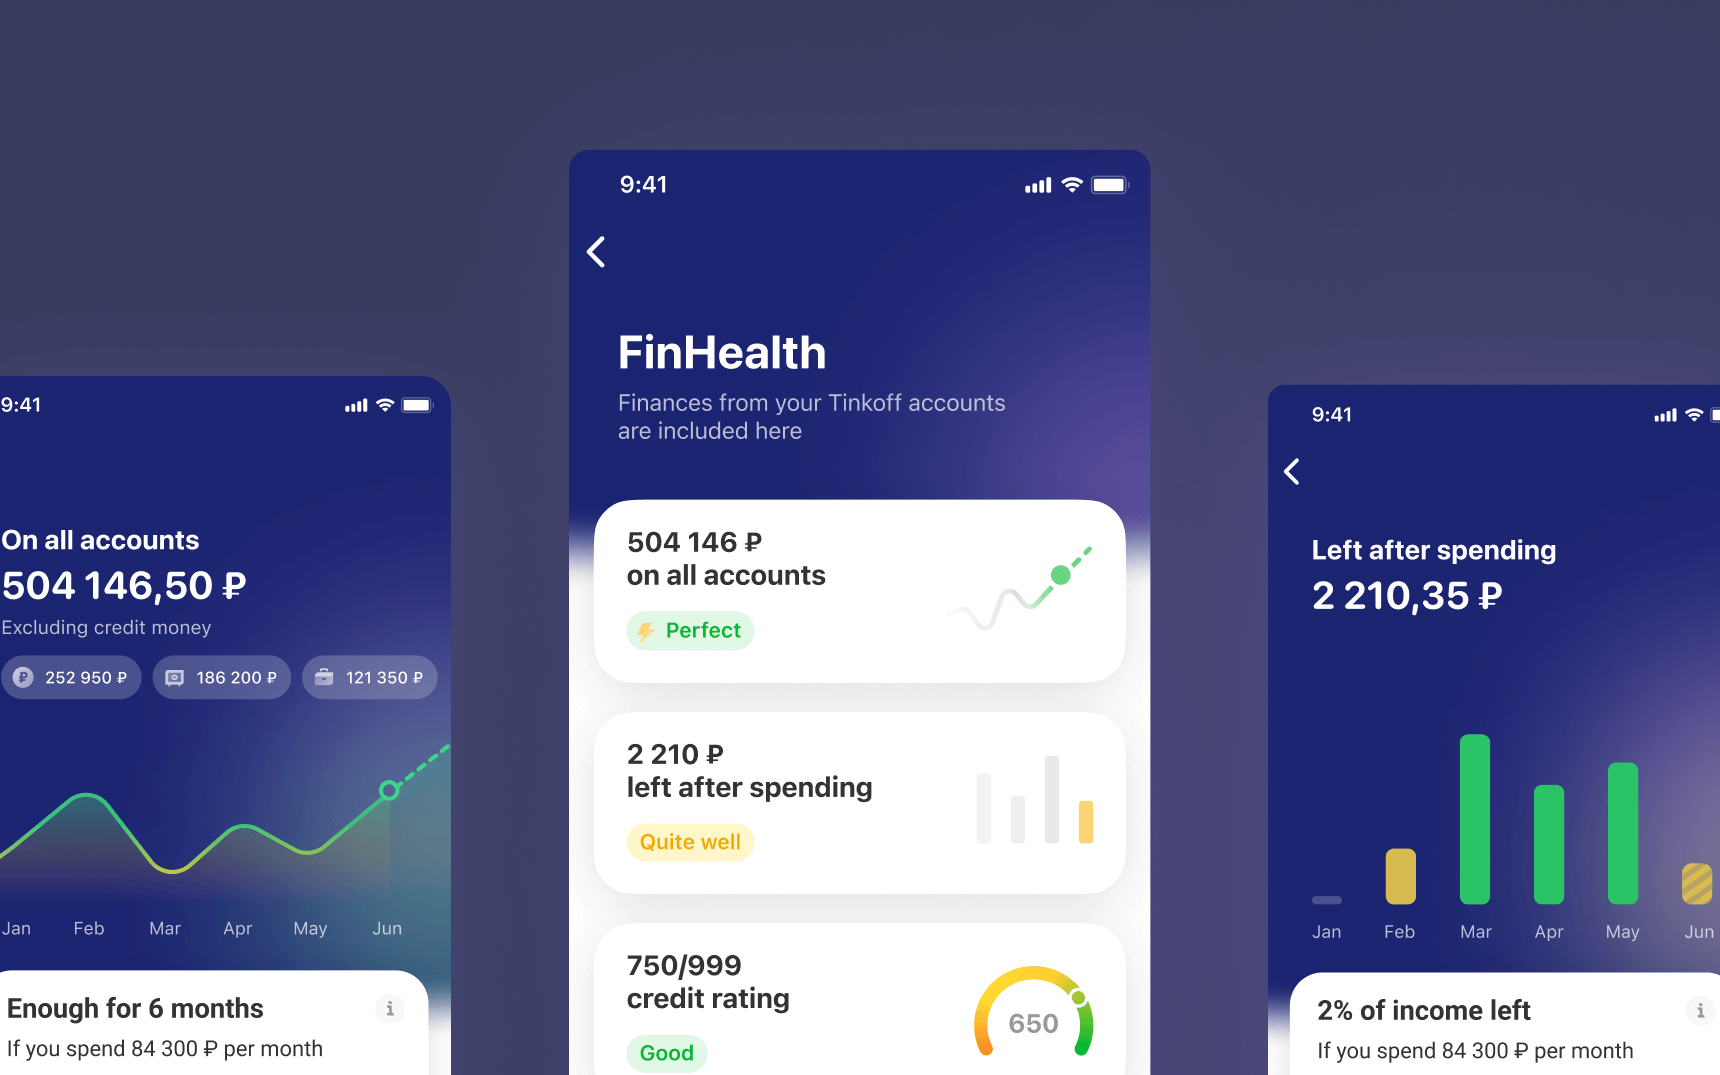 9:41
On all accounts
504 146,50 ₽
Excluding credit money
252 950 ₽
186 200 ₽
121 350 ₽
Jan Feb Mar Apr May Jun
Enough for 6 months
i
If you spend 84 300 ₽ per month
9:41
FinHealth
Finances from your Tinkoff accounts
are included here
504 146 ₽
on all accounts
Perfect
2 210 ₽
left after spending
Quite well
750/999
credit rating
650
Good
9:41
Left after spending
2 210,35 ₽
Jan Feb Mar Apr May Jun
2% of income left
i
If you spend 84 300 ₽ per month